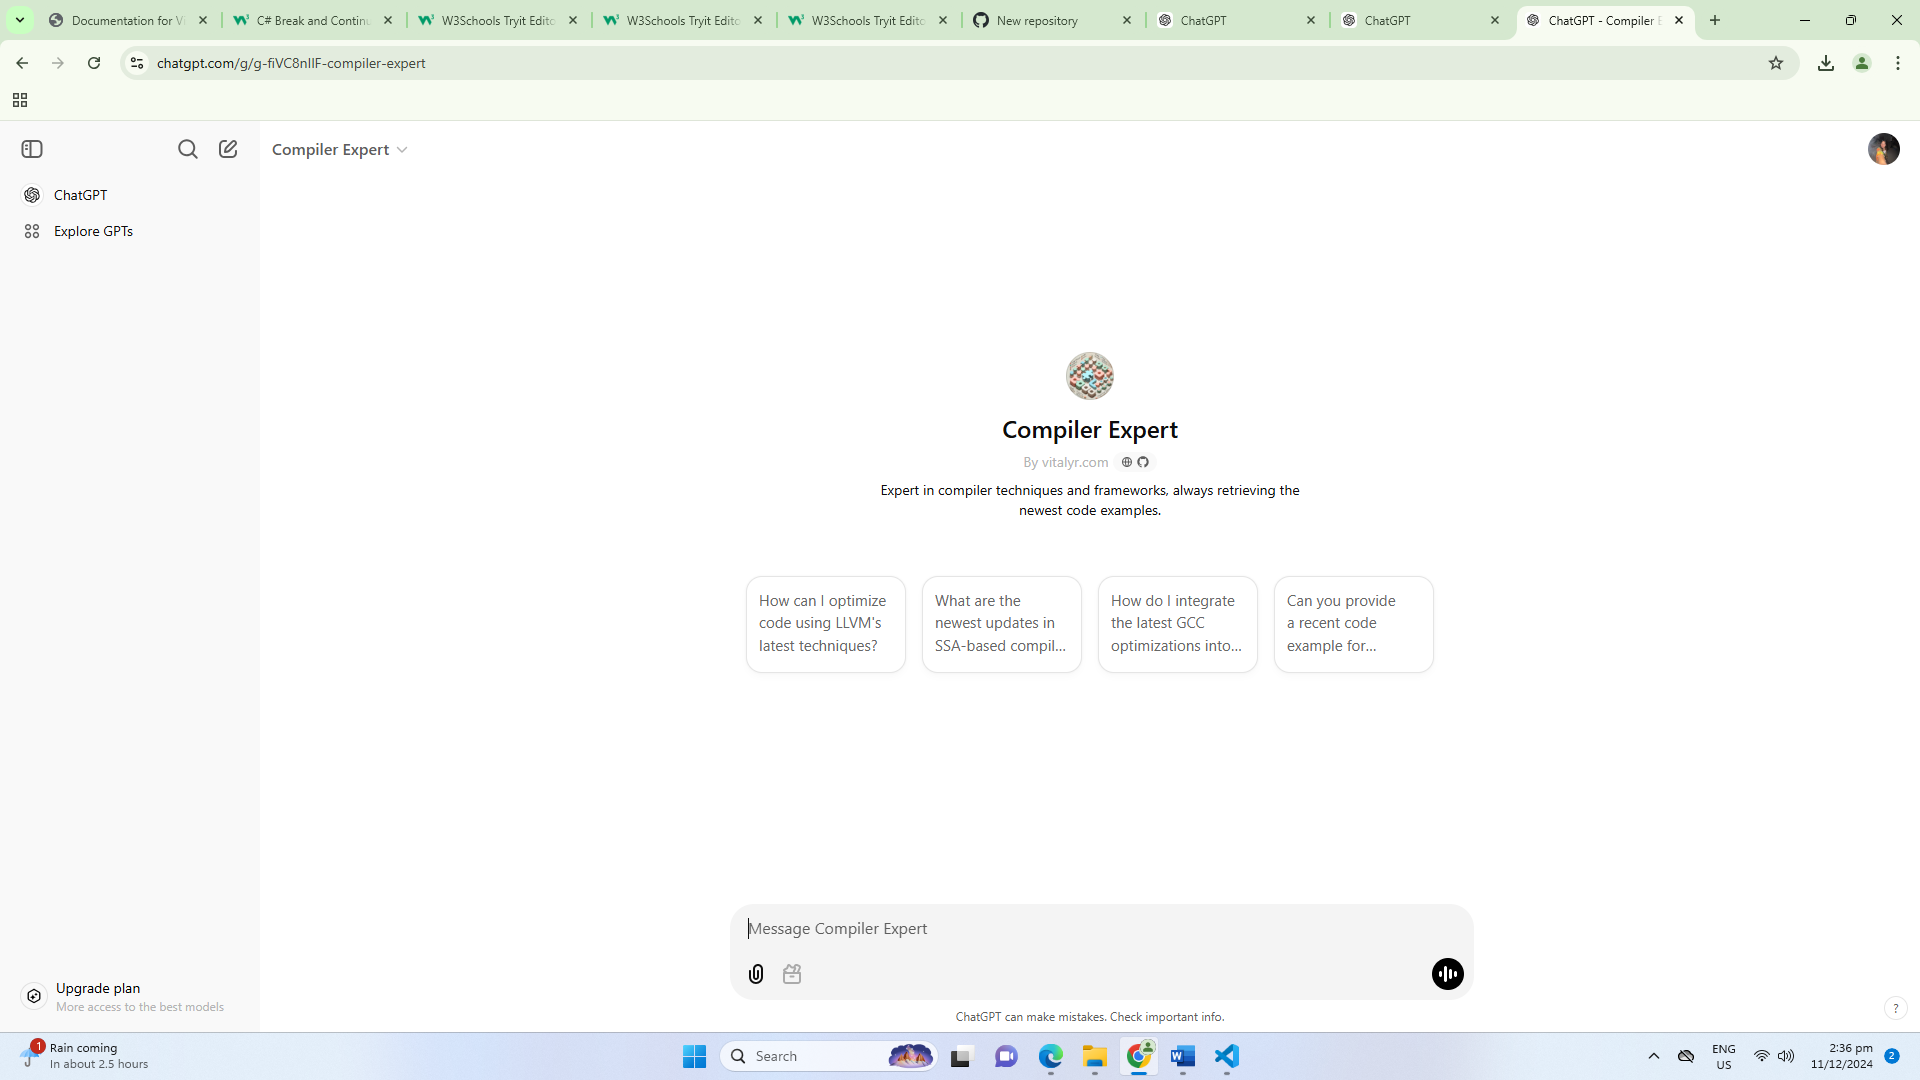 Documentation for Vi
C# Break and Continu
W3Schools Tryit Edito
W3Schools Tryit Edito
W3Schools Tryit Edito
New repository
ChatGPT
ChatGPT
ChatGPT - Compiler E
chatgpt.com/g/g-fiVC8nIlF-compiler-expert
Compiler Expert
ChatGPT
Explore GPTs
Compiler Expert
By vitalyr.com
Expert in compiler techniques and frameworks, always retrieving the
newest code examples.
How can I optimize
code using LLVM's
latest techniques?
What are the
newest updates in
SSA-based compil...
How do I integrate
the latest GCC
optimizations into...
Can you provide
a recent code
example for...
Message Compiler Expert
Upgrade plan
More access to the best models
ChatGPT can make mistakes. Check important info.
?
1
Rain coming
In about 2.5 hours
Search
ENG
US
2:36 pm
11/12/2024
2